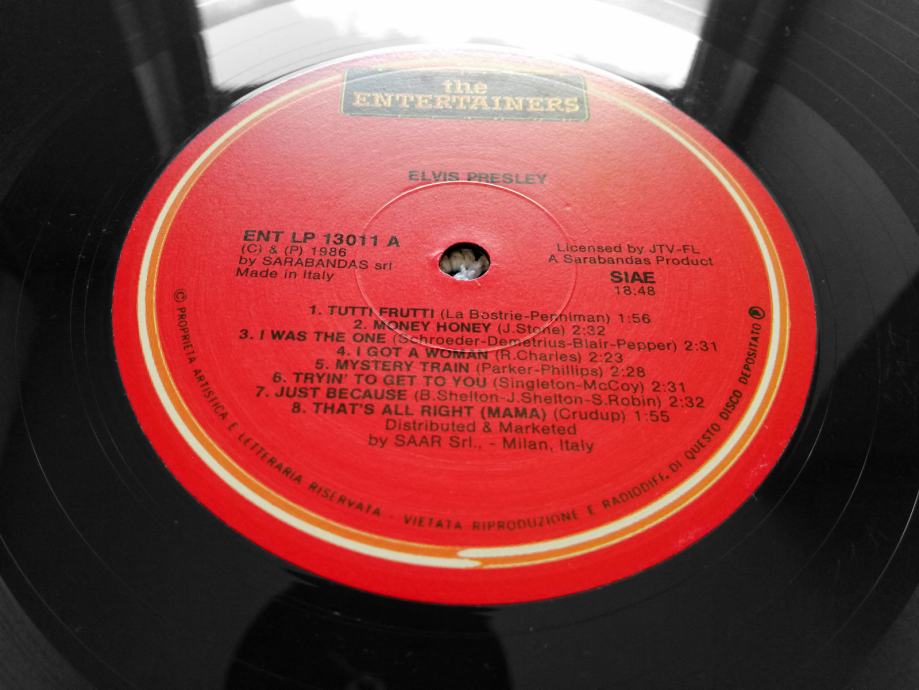 the
ENTERTAINERS
ELVIS PRESLEY
ENT LP 13011 A
(C) & (P) 1986
by SARABANDAS srl
Made in Italy
Licensed by JTV-FL
A Sarabandas Product
SIAE
18:48
1. TUTTI FRUTTI (La Bostrie-Penniman) 1:56
2. MONEY HONEY (J.Stone) 2:32
3. I WAS THE ONE (Schroeder-Demetrius-Blair-Pepper) 2:31
4. I GOT A WOMAN (R.Charles) 2:23
5. MYSTERY TRAIN (Parker-Phillips) 2:28
6. TRYIN' TO GET TO YOU (Singleton-McCoy) 2:31
7. JUST BECAUSE (B.Shelton-J.Shelton-S.Robin) 2:32
8. THAT'S ALL RIGHT (MAMA) (Crudup) 1:55
Distributed & Marketed
by SAAR Srl., - Milan, Italy
© PROPRIETA ARTISTICA E LETTERARIA RISERVATA - VIETATA RIPRODUZIONE E RADIODIFF. DI QUESTO DISCO DEPOSITATO ℗